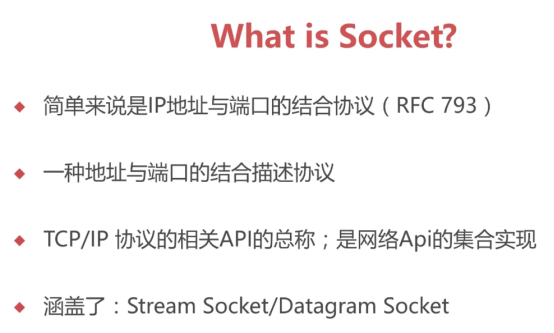 What is Socket?
简单来说是IP地址与端口的结合协议（RFC 793）
一种地址与端口的结合描述协议
TCP/IP 协议的相关API的总称；是网络Api的集合实现
涵盖了：Stream Socket/Datagram Socket